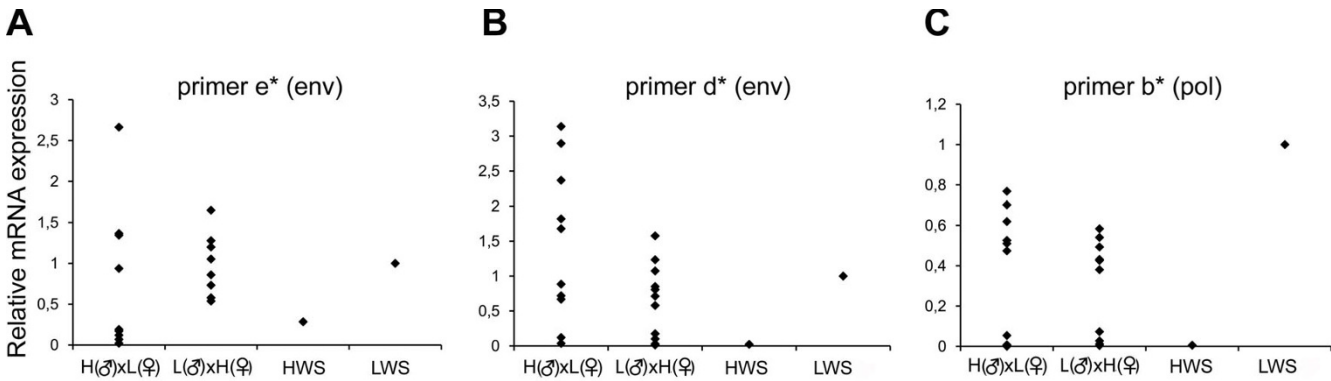 A
B
C
primer e* (env)
primer d* (env)
primer b* (pol)
Relative mRNA expression
3
2,5
2
1,5
1
0,5
0
H(♂)xL(♀) L(♂)xH(♀) HWS LWS
3,5
3
2,5
2
1,5
1
0,5
0
H(♂)xL(♀) L(♂)xH(♀) HWS LWS
1,2
1
0,8
0,6
0,4
0,2
0
H(♂)xL(♀) L(♂)xH(♀) HWS LWS